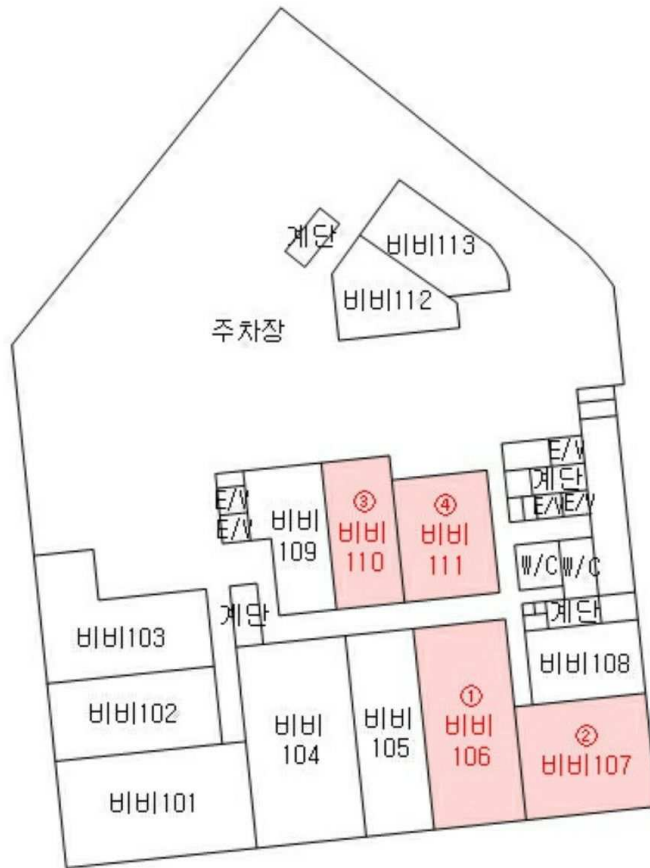 계단
비비113
비비112
주차장
E/V
계단
E/V
E/V
E/V
E/V
비비
109
③
비비
110
④
비비
111
W/C
W/C
계단
계단
비비103
비비108
비비102
비비
104
비비
105
①
비비
106
②
비비107
비비101